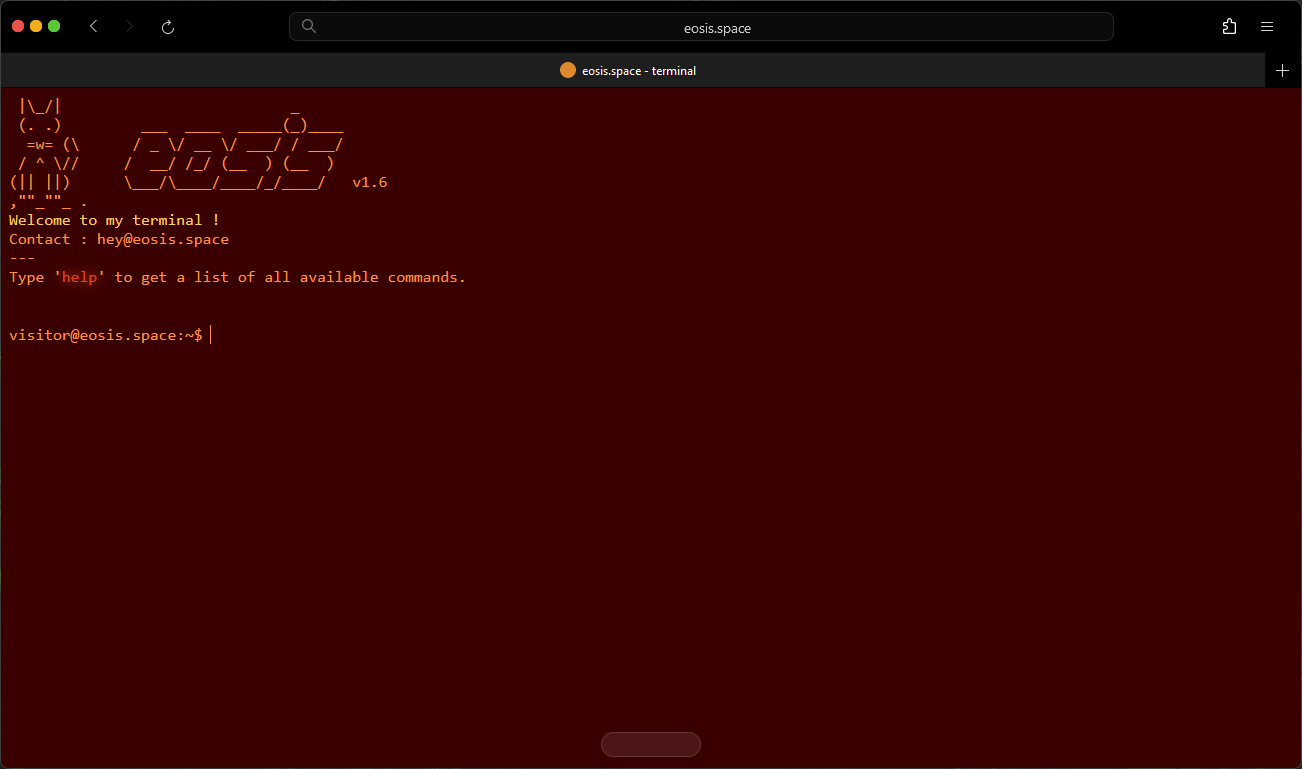 eosis.space
eosis.space - terminal
 |\_/|                          _
 (. .)         ___  ____  _____(_)____
  =w= (\      / _ \/ __ \/ ___/ / ___/
 / ^ \//     /  __/ /_/ (__  ) (__  )
(|| ||)      \___/\____/____/_/____/   v1.6
,""_""_ .
Welcome to my terminal !
Contact : hey@eosis.space
---
Type 'help' to get a list of all available commands.
visitor@eosis.space:~$